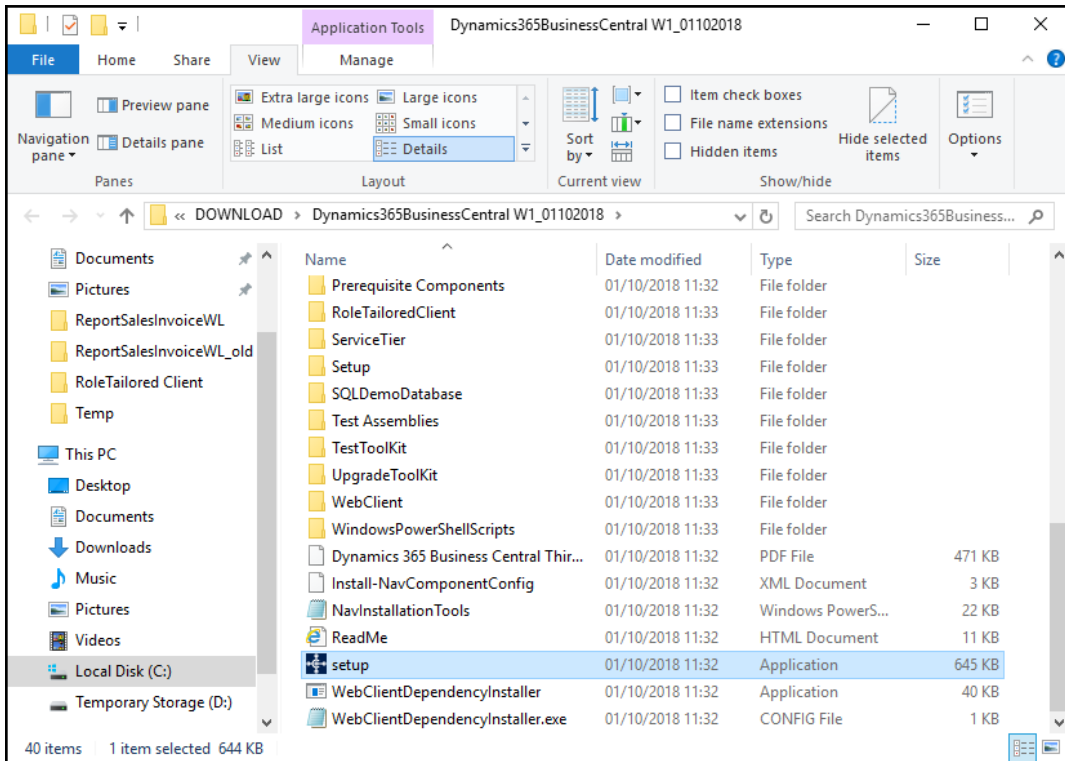 Application Tools Dynamics365BusinessCentral W1_01102018
File Home Share View Manage
Navigation pane
Preview pane
Details pane
Panes
Extra large icons Large icons
Medium icons Small icons
List Details
Layout
Sort by
Current view
Item check boxes
File name extensions
Hidden items
Hide selected items
Show/hide
Options
« DOWNLOAD > Dynamics365BusinessCentral W1_01102018 >
Search Dynamics365Business...
Documents
Pictures
ReportSalesInvoiceWL
ReportSalesInvoiceWL_old
RoleTailored Client
Temp
This PC
Desktop
Documents
Downloads
Music
Pictures
Videos
Local Disk (C:)
Temporary Storage (D:)
Name Date modified Type Size
Prerequisite Components 01/10/2018 11:32 File folder
RoleTailoredClient 01/10/2018 11:33 File folder
ServiceTier 01/10/2018 11:33 File folder
Setup 01/10/2018 11:33 File folder
SQLDemoDatabase 01/10/2018 11:33 File folder
Test Assemblies 01/10/2018 11:33 File folder
TestToolKit 01/10/2018 11:33 File folder
UpgradeToolKit 01/10/2018 11:33 File folder
WebClient 01/10/2018 11:33 File folder
WindowsPowerShellScripts 01/10/2018 11:33 File folder
Dynamics 365 Business Central Thir... 01/10/2018 11:32 PDF File 471 KB
Install-NavComponentConfig 01/10/2018 11:32 XML Document 3 KB
NavInstallationTools 01/10/2018 11:32 Windows PowerS... 22 KB
ReadMe 01/10/2018 11:32 HTML Document 11 KB
setup 01/10/2018 11:32 Application 645 KB
WebClientDependencyInstaller 01/10/2018 11:32 Application 40 KB
WebClientDependencyInstaller.exe 01/10/2018 11:32 CONFIG File 1 KB
40 items 1 item selected 644 KB